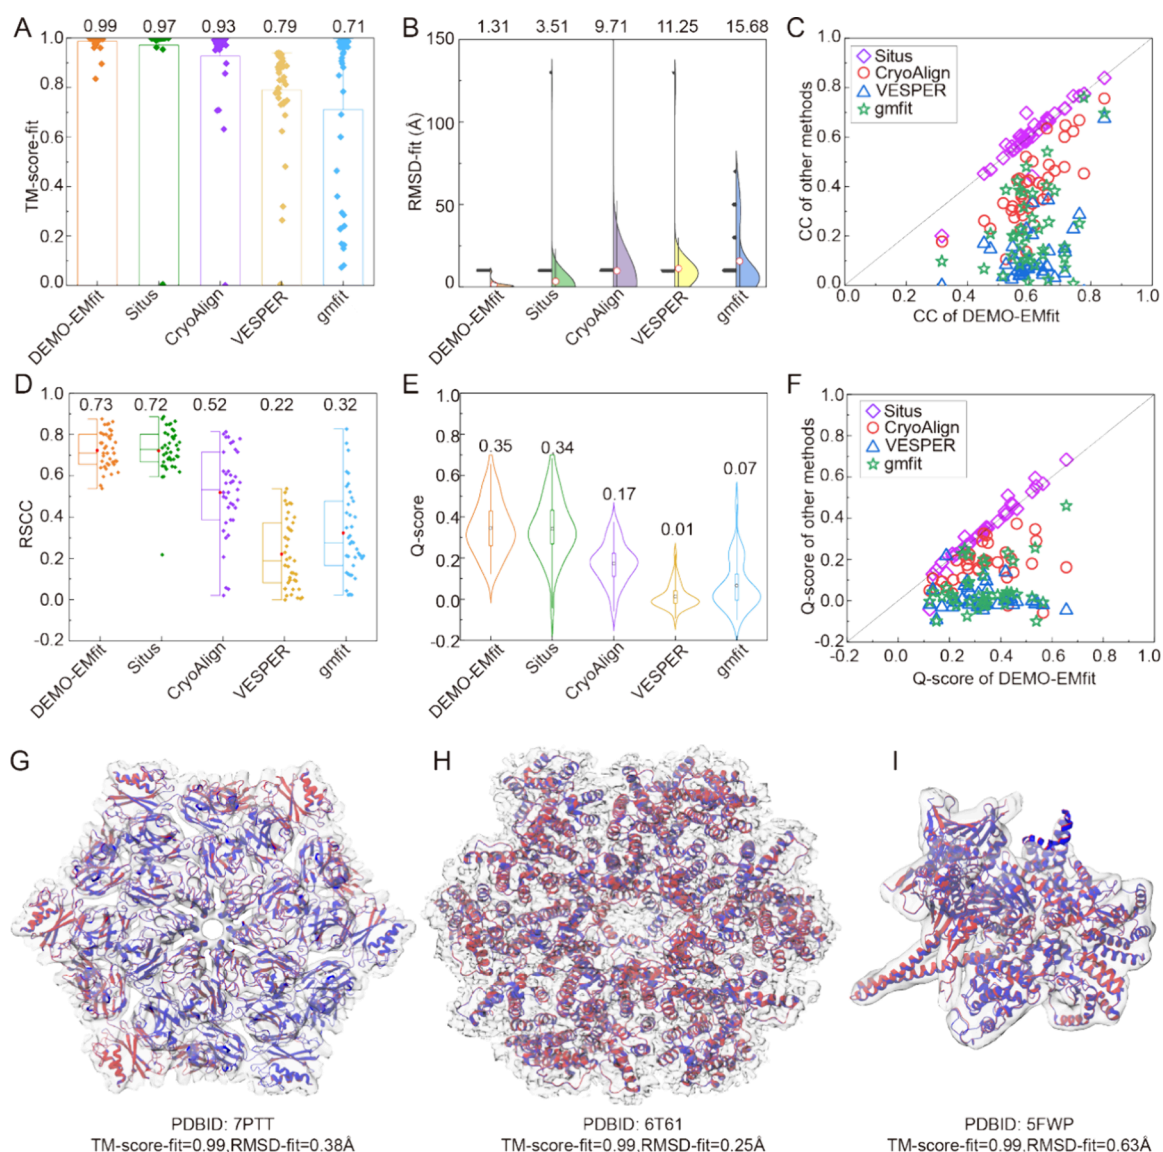 A
0.99 0.97 0.93 0.79 0.71
1.0
0.8
0.6
0.4
0.2
0.0
TM-score-fit
DEMO-EMfit
Situs
CryoAlign
VESPER
gmfit
B
1.31 3.51 9.71 11.25 15.68
150
100
50
0
RMSD-fit (Å)
DEMO-EMfit
Situs
CryoAlign
VESPER
gmfit
C
Situs
CryoAlign
VESPER
gmfit
1.0
0.8
0.6
0.4
0.2
0.0
CC of other methods
0.0 0.2 0.4 0.6 0.8 1.0
CC of DEMO-EMfit
D
0.73 0.72 0.52 0.22 0.32
1.0
0.8
0.6
0.4
0.2
0.0
-0.2
RSCC
DEMO-EMfit
Situs
CryoAlign
VESPER
gmfit
E
0.35 0.34 0.17 0.01 0.07
1.0
0.8
0.6
0.4
0.2
0.0
-0.2
Q-score
DEMO-EMfit
Situs
CryoAlign
VESPER
gmfit
F
Situs
CryoAlign
VESPER
gmfit
1.0
0.8
0.6
0.4
0.2
0.0
-0.2
Q-score of other methods
-0.2 0.0 0.2 0.4 0.6 0.8 1.0
Q-score of DEMO-EMfit
G
PDBID: 7PTT
TM-score-fit=0.99,RMSD-fit=0.38Å
H
PDBID: 6T61
TM-score-fit=0.99,RMSD-fit=0.25Å
I
PDBID: 5FWP
TM-score-fit=0.99,RMSD-fit=0.63Å